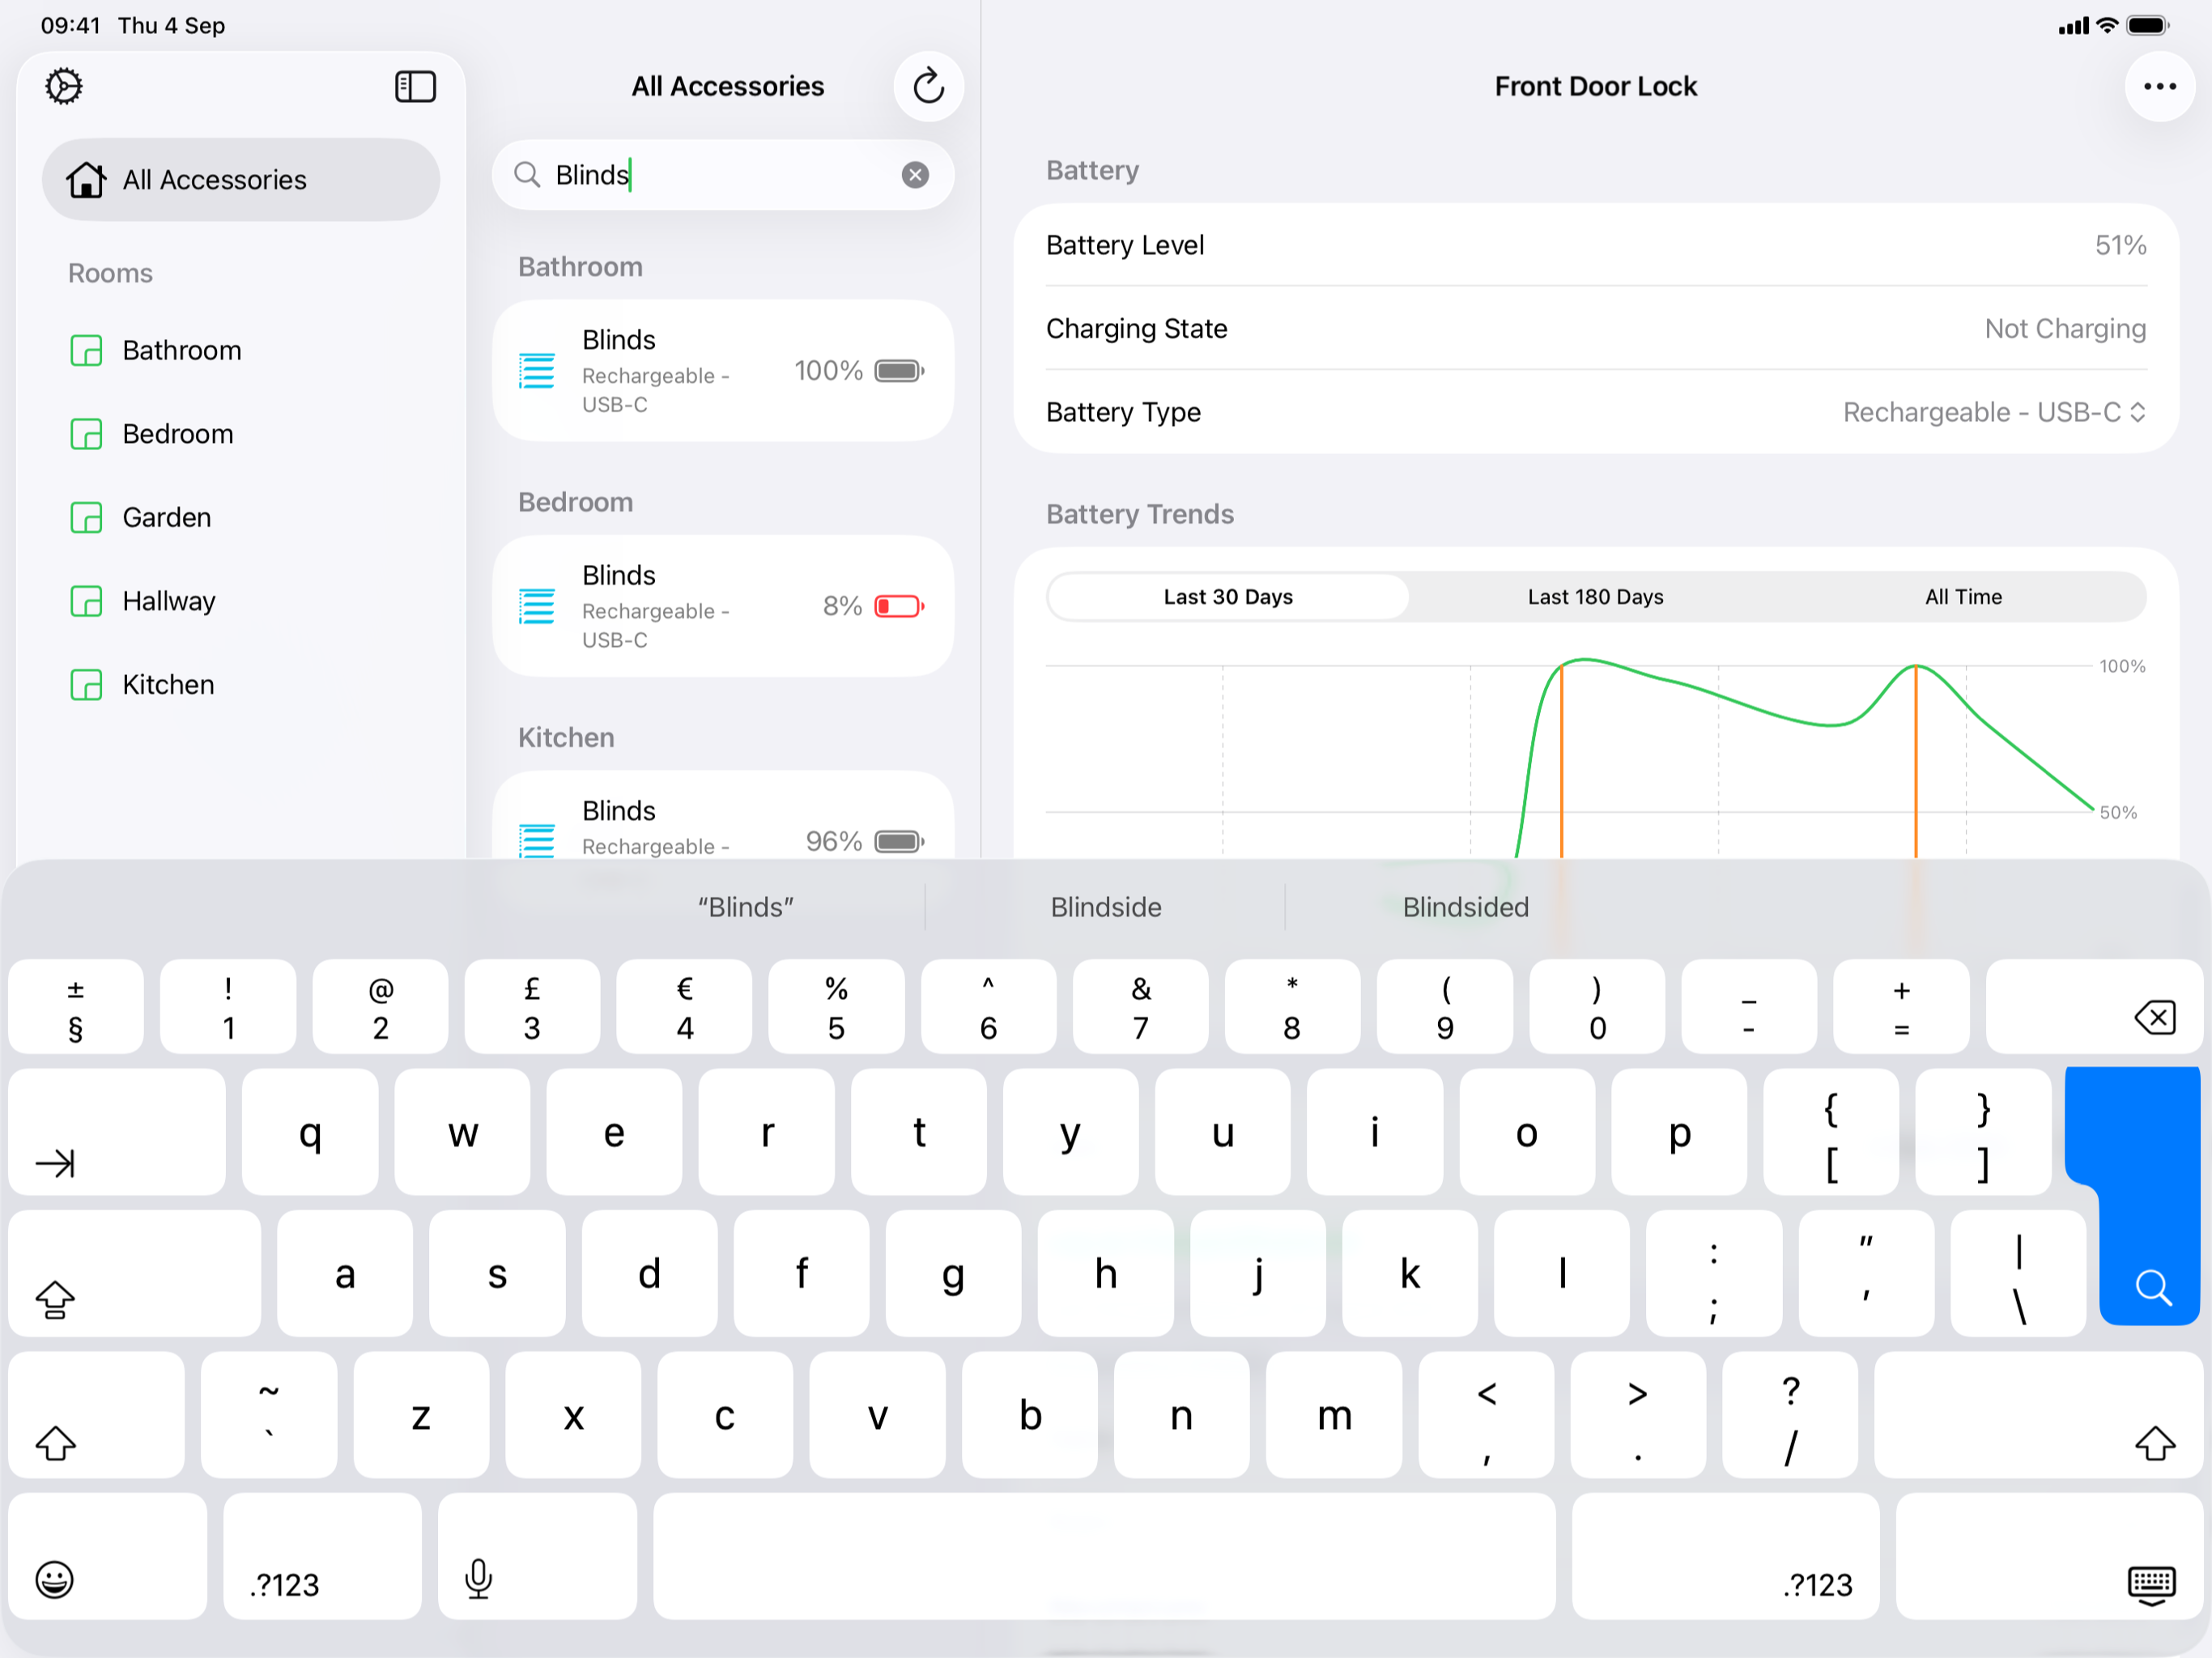 09:41 Thu 4 Sep
All Accessories
Rooms
Bathroom
Bedroom
Garden
Hallway
Kitchen
All Accessories
Blinds
Bathroom
Blinds
Rechargeable -
USB-C
100%
Bedroom
Blinds
Rechargeable -
USB-C
8%
Kitchen
Blinds
Rechargeable -
96%
Front Door Lock
Battery
Battery Level 51%
Charging State Not Charging
Battery Type Rechargeable - USB-C
Battery Trends
Last 30 Days Last 180 Days All Time
100%
50%
“Blinds” Blindside Blindsided
± ! @ £ € % ^ & * ( ) _ +
§ 1 2 3 4 5 6 7 8 9 0 - =
q w e r t y u i o p { }
[ ]
a s d f g h j k l : " |
; ' \
~ z x c v b n m < > ?
` , . /
.?123 .?123